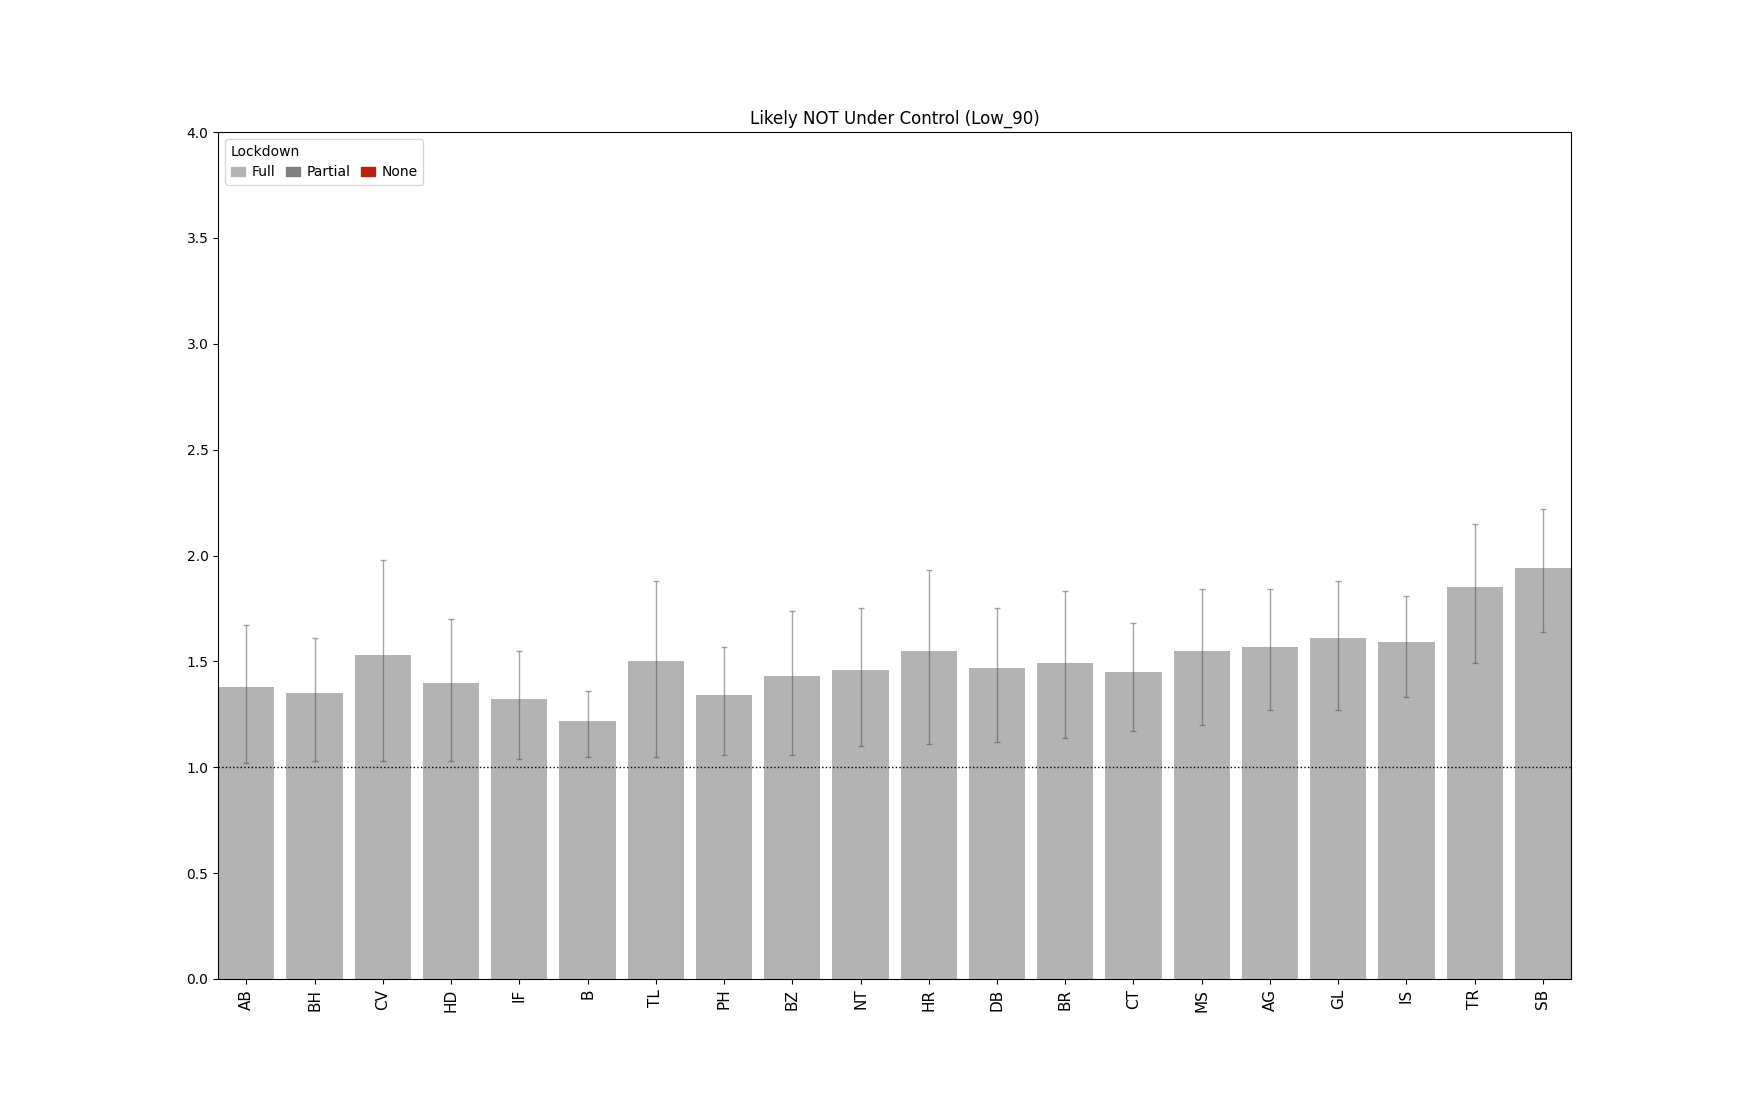 Likely NOT Under Control (Low_90)
Lockdown
Full Partial None
4.0
3.5
3.0
2.5
2.0
1.5
1.0
0.5
0.0
AB BH CV HD IF B TL PH BZ NT HR DB BR CT MS AG GL IS TR SB